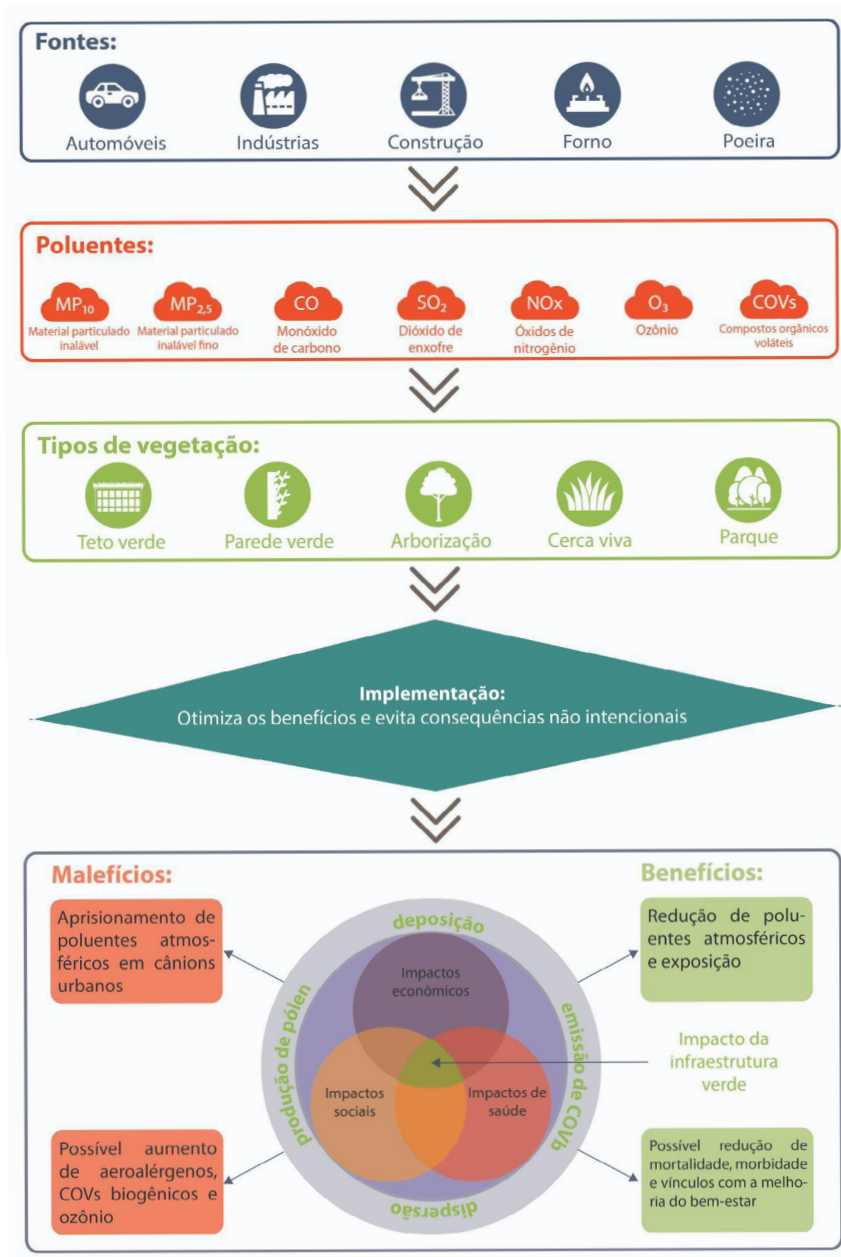 Fontes:
Automóveis
Indústrias
Construção
Forno
Poeira
Poluentes:
MP₁₀
Material particulado
inalável
MP₂,₅
Material particulado
inalável fino
CO
Monóxido
de carbono
SO₂
Dióxido de
enxofre
NOx
Óxidos de
nitrogênio
O₃
Ozônio
COVs
Compostos orgânicos
voláteis
Tipos de vegetação:
Teto verde
Parede verde
Arborização
Cerca viva
Parque
Implementação:
Otimiza os benefícios e evita consequências não intencionais
Malefícios:
Aprisionamento de
poluentes atmos-
féricos em cânions
urbanos
Possível aumento
de aeroalérgenos,
COVs biogênicos e
ozônio
deposição
produção de pólen
emissão de COVb
dispersão
Impactos
econômicos
Impactos
sociais
Impactos de
saúde
Benefícios:
Redução de polu-
entes atmosféricos
e exposição
Impacto da
infraestrutura
verde
Possível redução de
mortalidade, morbidade
e vínculos com a melho-
ria do bem-estar